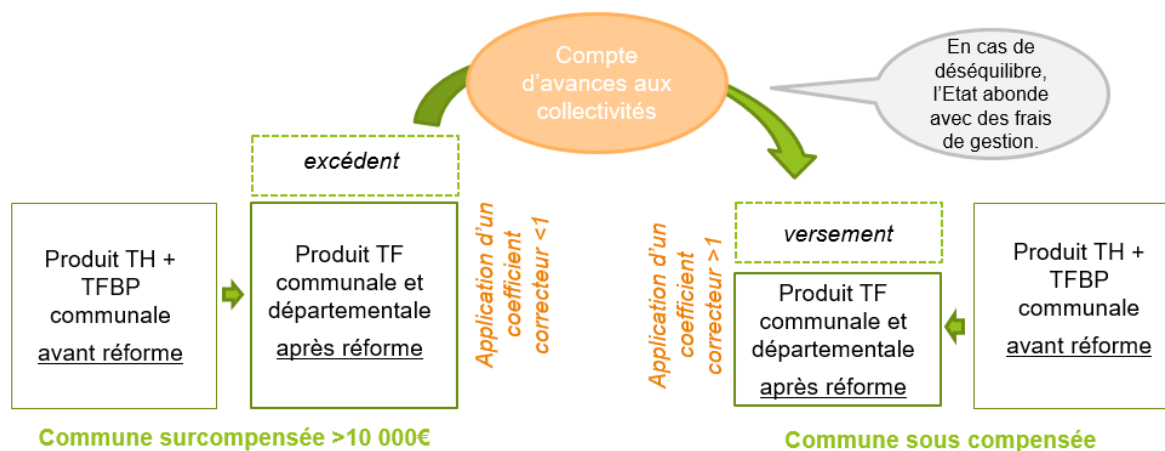 Compte
d'avances aux
collectivités
En cas de
déséquilibre,
l'Etat abonde
avec des frais
de gestion.
excédent
Produit TH +
TFBP
communale
avant réforme
Produit TF
communale et
départementale
après réforme
Application d'un
coefficient
correcteur <1
Commune surcompensée >10 000€
Application d'un
coefficient
correcteur >1
versement
Produit TF
communale et
départementale
après réforme
Produit TH +
TFBP
communale
avant réforme
Commune sous compensée